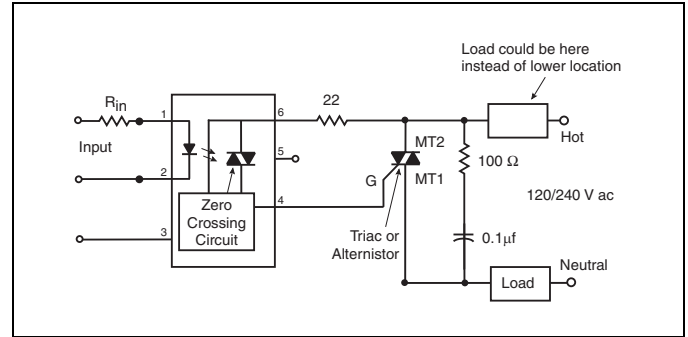 Load could be here
instead of lower location
Rin
1
6
22
Hot
Input
5
MT2
100 Ω
G
MT1
2
4
120/240 V ac
Zero
Crossing
Circuit
Triac or
Alternistor
0.1µf
3
Neutral
Load